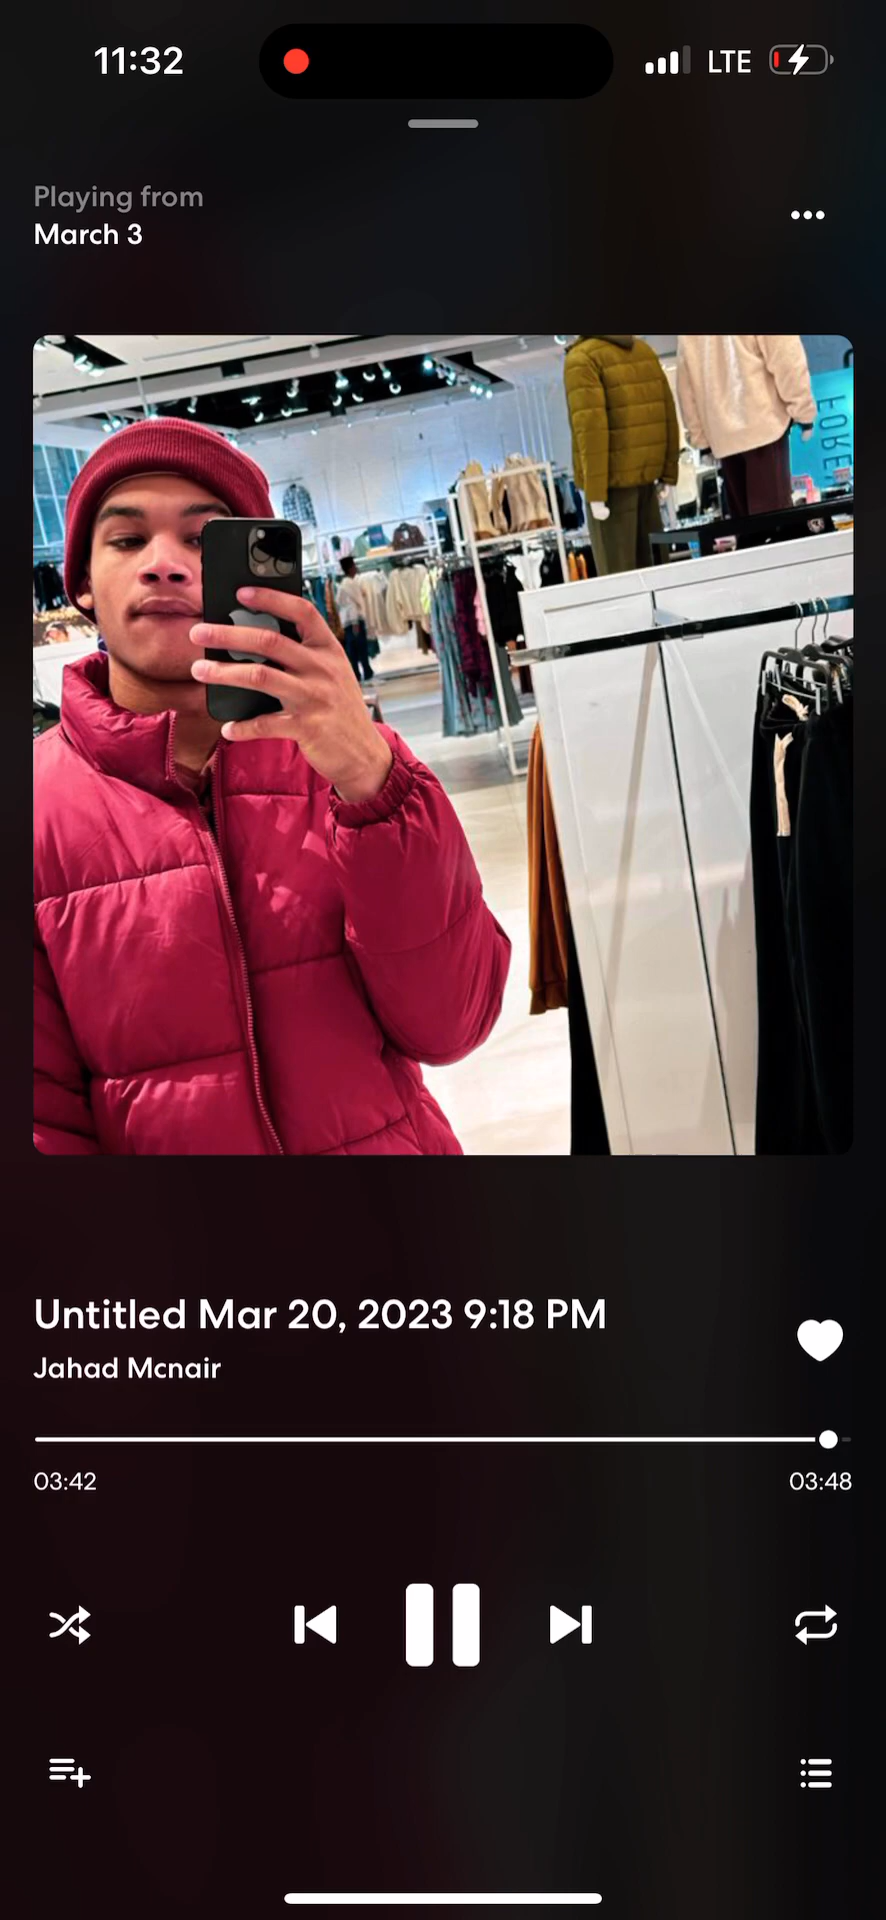 11:32
LTE
Playing from
March 3
FORE
Untitled Mar 20, 2023 9:18 PM
Jahad Mcnair
03:42
03:48